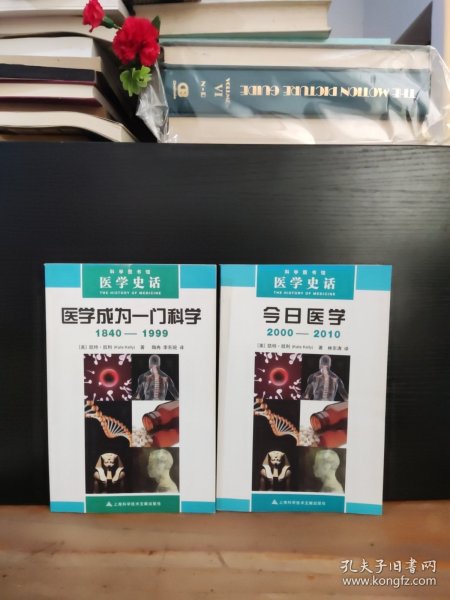 THE MOTION PICTURE GUIDE
VI
N-S
科学图书馆
医学史话
THE HISTORY OF MEDICINE
医学成为一门科学
1840—1999
[美] 凯特·凯利 (Kate Kelly) 著
上海科学技术文献出版社
科学图书馆
医学史话
THE HISTORY OF MEDICINE
今日医学
2000—2010
[美] 凯特·凯利 (Kate Kelly) 著
上海科学技术文献出版社
孔夫子旧书网
www.kongfz.com